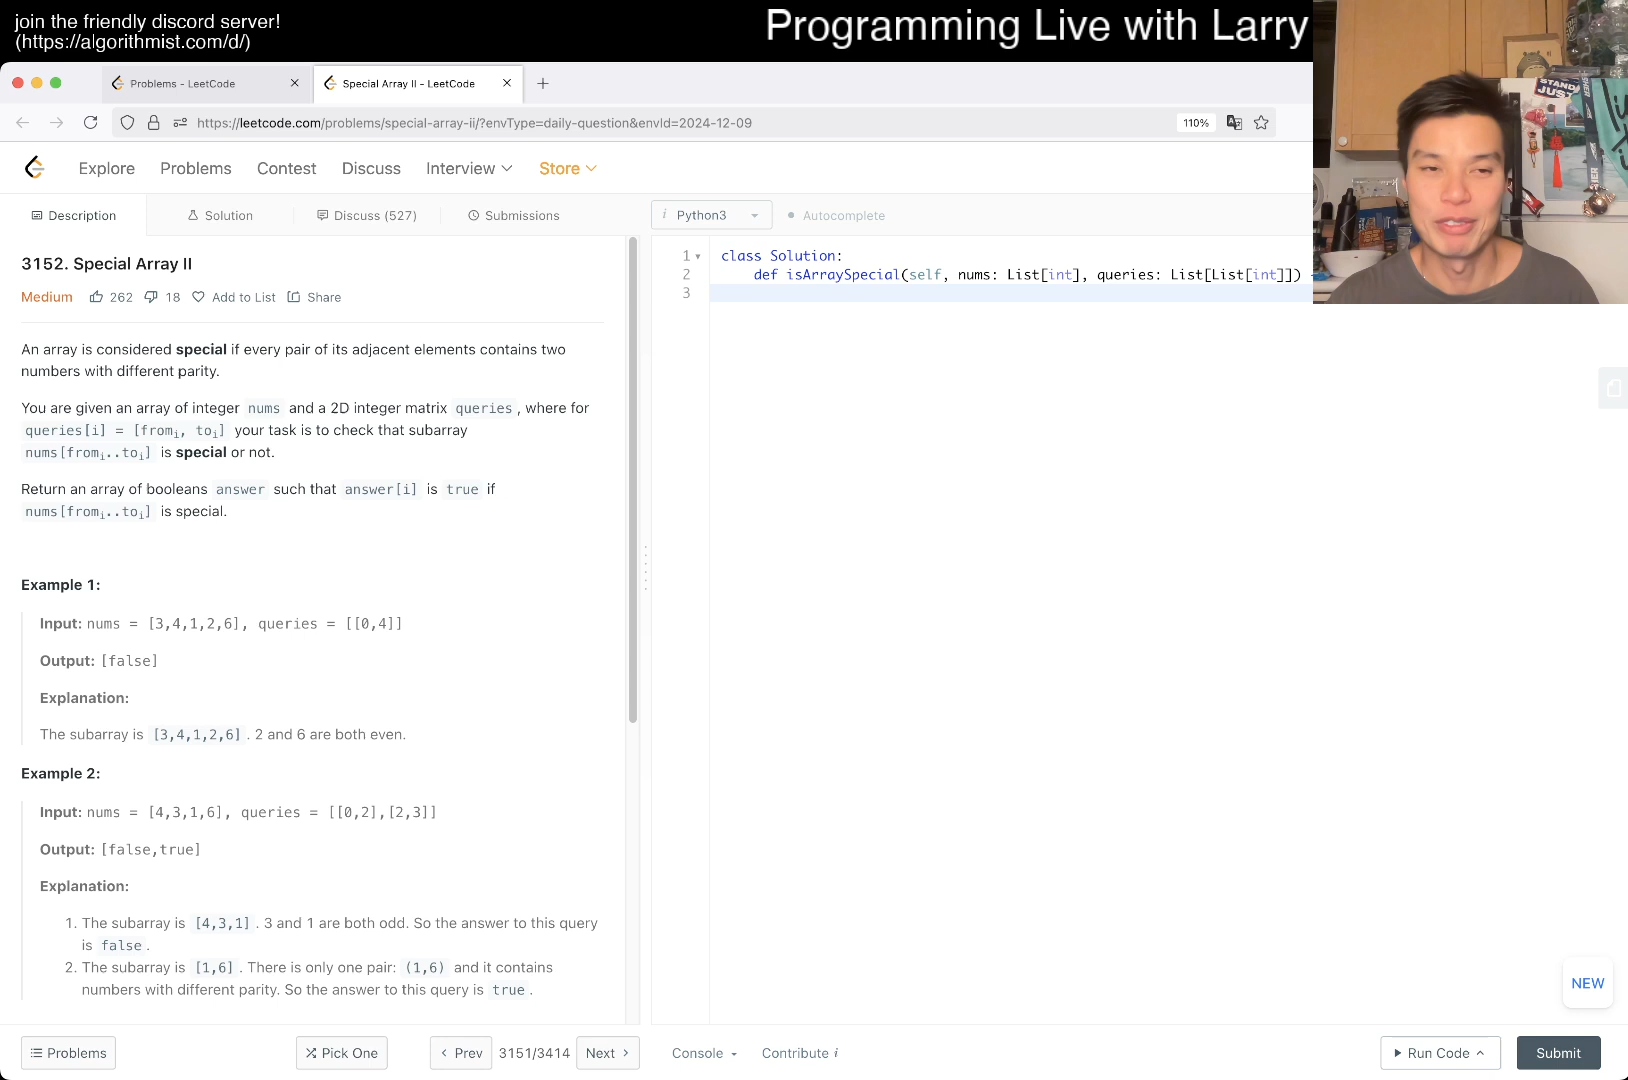 join the friendly discord server!
(https://algorithmist.com/d/)
Programming Live with Larry
Problems - LeetCode
Special Array II - LeetCode
https://leetcode.com/problems/special-array-ii/?envType=daily-question&envId=2024-12-09
110%
Explore Problems Contest Discuss Interview Store
Description Solution Discuss (527) Submissions
i Python3 Autocomplete
3152. Special Array II
Medium 262 18 Add to List Share
An array is considered special if every pair of its adjacent elements contains two
numbers with different parity.
You are given an array of integer nums and a 2D integer matrix queries, where for
queries[i] = [fromi, toi] your task is to check that subarray
nums[fromi..toi] is special or not.
Return an array of booleans answer such that answer[i] is true if
nums[fromi..toi] is special.
Example 1:
Input: nums = [3,4,1,2,6], queries = [[0,4]]
Output: [false]
Explanation:
The subarray is [3,4,1,2,6]. 2 and 6 are both even.
Example 2:
Input: nums = [4,3,1,6], queries = [[0,2],[2,3]]
Output: [false,true]
Explanation:
1. The subarray is [4,3,1]. 3 and 1 are both odd. So the answer to this query
is false.
2. The subarray is [1,6]. There is only one pair: (1,6) and it contains
numbers with different parity. So the answer to this query is true.
1 class Solution:
2 def isArraySpecial(self, nums: List[int], queries: List[List[int]]) -
3
STAND
JUST
NEW
Problems Pick One Prev 3151/3414 Next Console Contribute i Run Code Submit